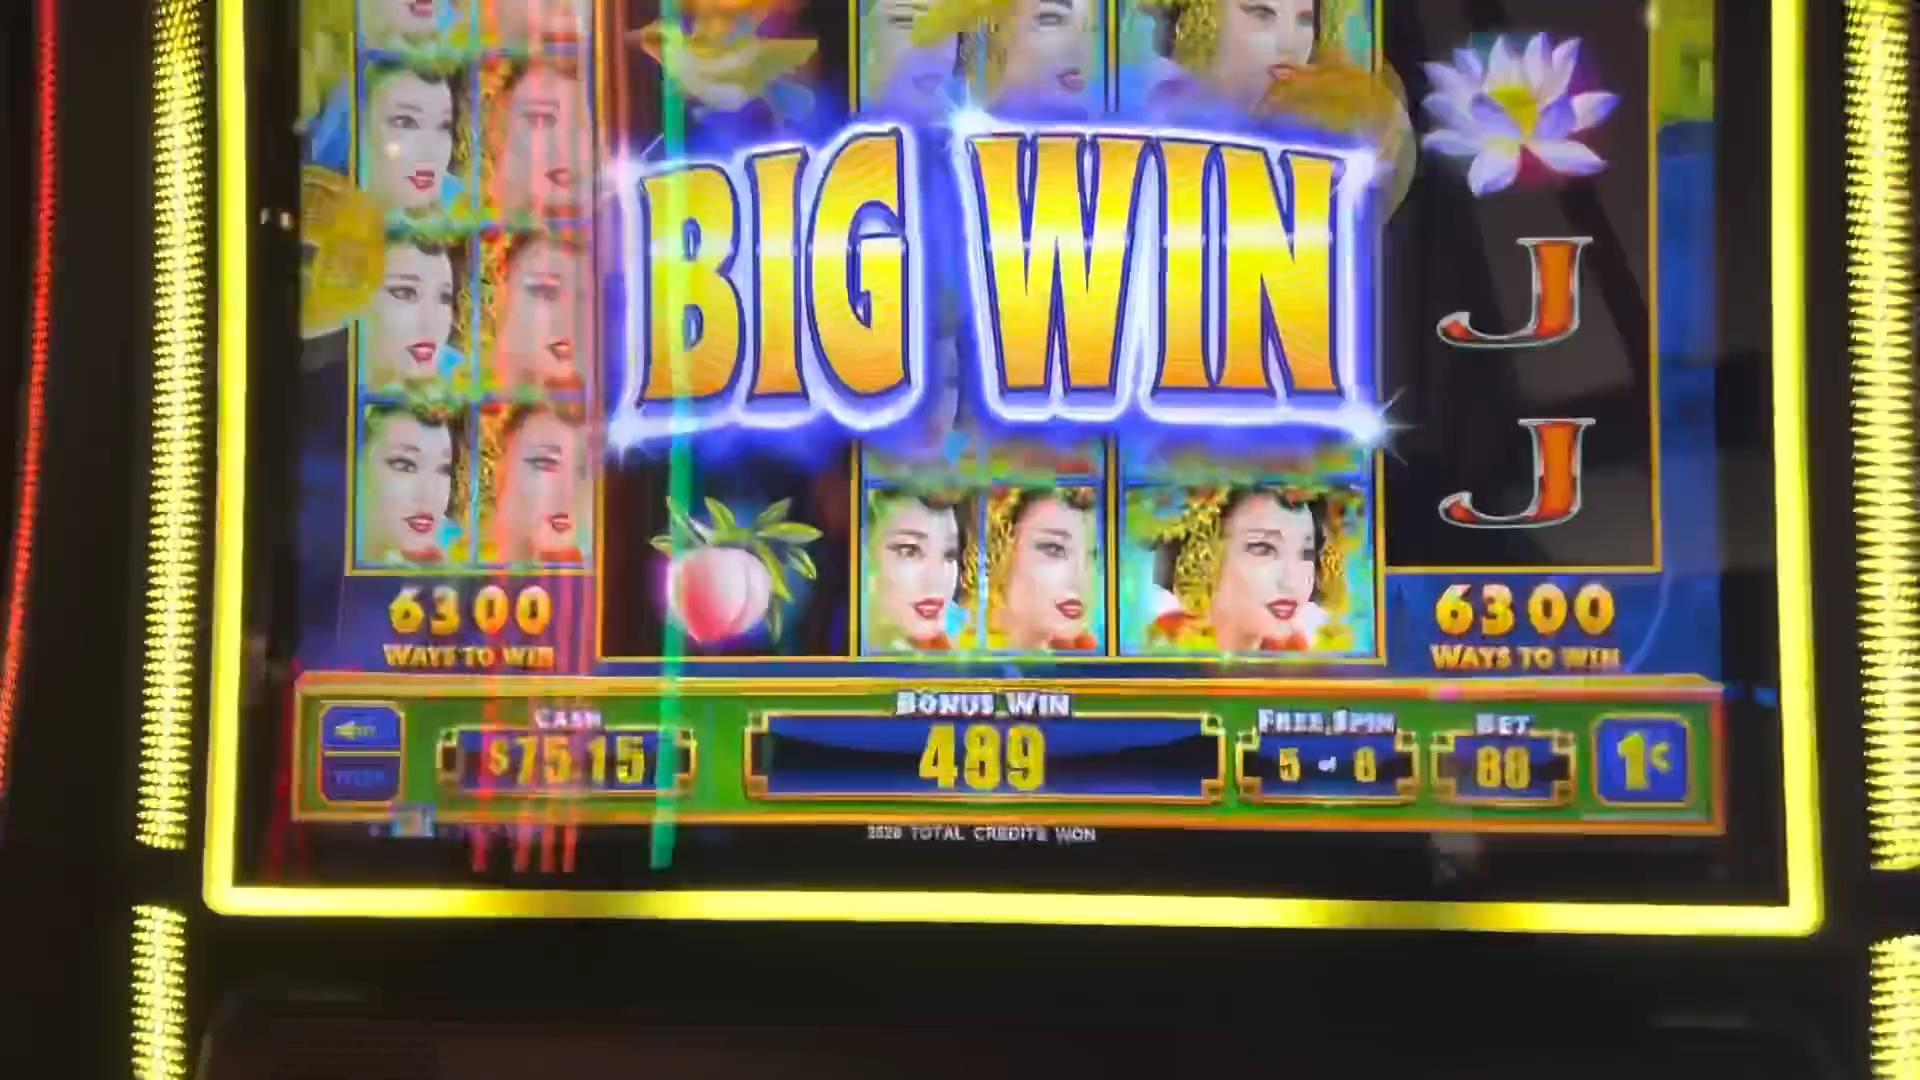 BIG WIN
J
J
6300
WAYS TO WIN
6300
WAYS TO WIN
CASH
$75.15
BONUS WIN
489
FREE SPIN
5 of 8
BET
88
1¢
TOTAL CREDITS WON